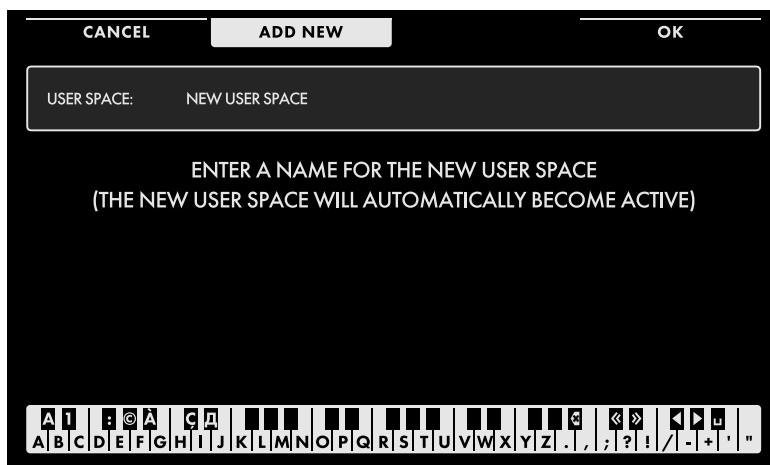 CANCEL ADD NEW OK
USER SPACE: NEW USER SPACE
ENTER A NAME FOR THE NEW USER SPACE
(THE NEW USER SPACE WILL AUTOMATICALLY BECOME ACTIVE)
A 1 : © À Ç Д « » ◀ ▶ ␣
A B C D E F G H I J K L M N O P Q R S T U V W X Y Z . , ; ? ! / - + ' "